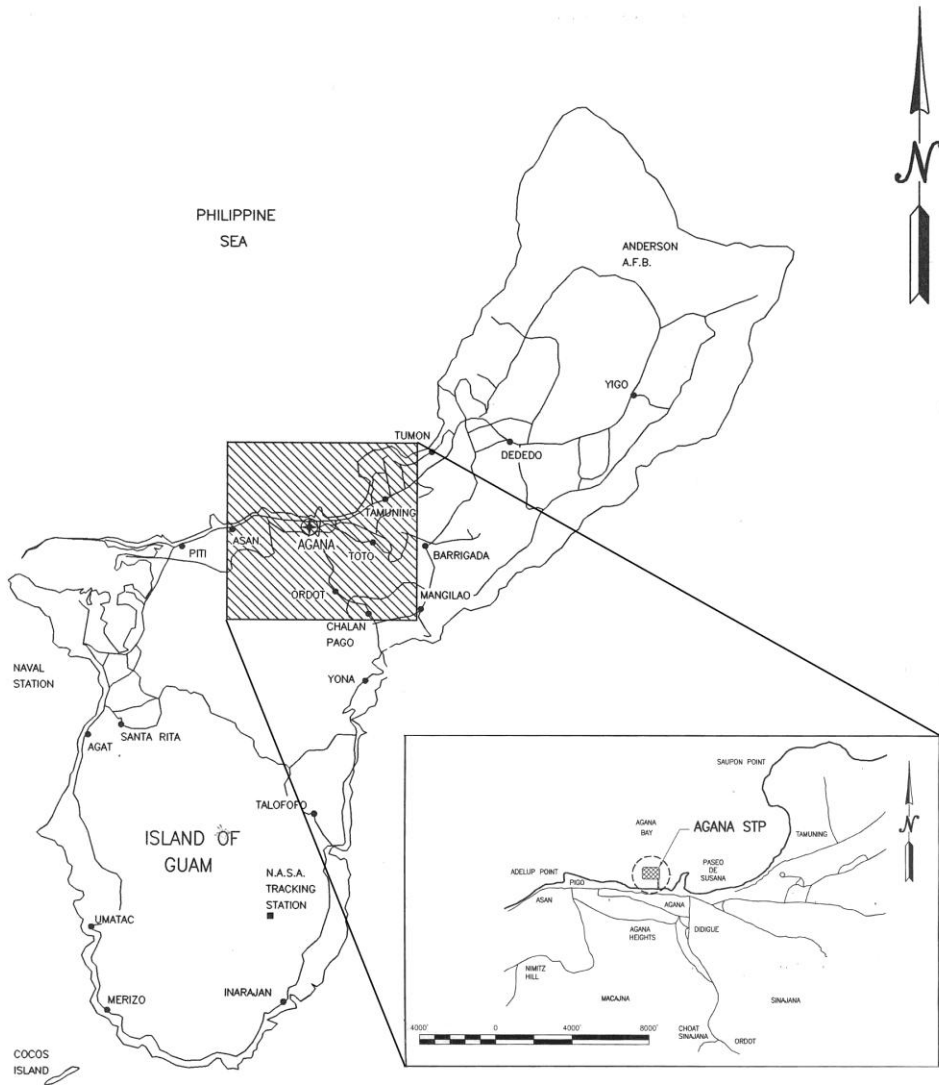 PHILIPPINE
SEA
N
ANDERSON
A.F.B.
YIGO
TUMON
DEDEDO
TAMUNING
ASAN
AGANA
PITI
TOTO
BARRIGADA
ORDOT
MANGILAO
CHALAN
PAGO
NAVAL
STATION
YONA
SANTA RITA
AGAT
TALOFOFO
ISLAND OF
GUAM
N.A.S.A.
TRACKING
STATION
UMATAC
MERIZO
INARAJAN
COCOS
ISLAND
SAUPON POINT
N
AGANA
BAY
AGANA STP
TAMUNING
PASEO
DE
SUSANA
ADELUP POINT
PIGO
ASAN
AGANA
AGANA
HEIGHTS
DIDIGUE
NIMITZ
HILL
MACAJNA
SINAJANA
CHOAT
SINAJANA
ORDOT
4000' 0 4000' 8000'